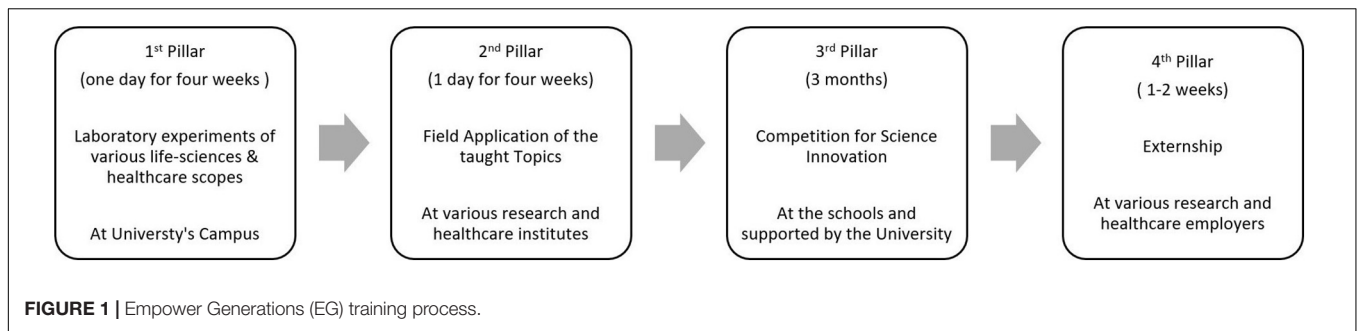 1st Pillar
(one day for four weeks )
Laboratory experiments of
various life-sciences &
healthcare scopes
At Universty's Campus
2nd Pillar
(1 day for four weeks)
Field Application of the
taught Topics
At various research and
healthcare institutes
3rd Pillar
(3 months)
Competition for Science
Innovation
At the schools and
supported by the University
4th Pillar
( 1-2 weeks)
Externship
At various research and
healthcare employers
FIGURE 1 | Empower Generations (EG) training process.